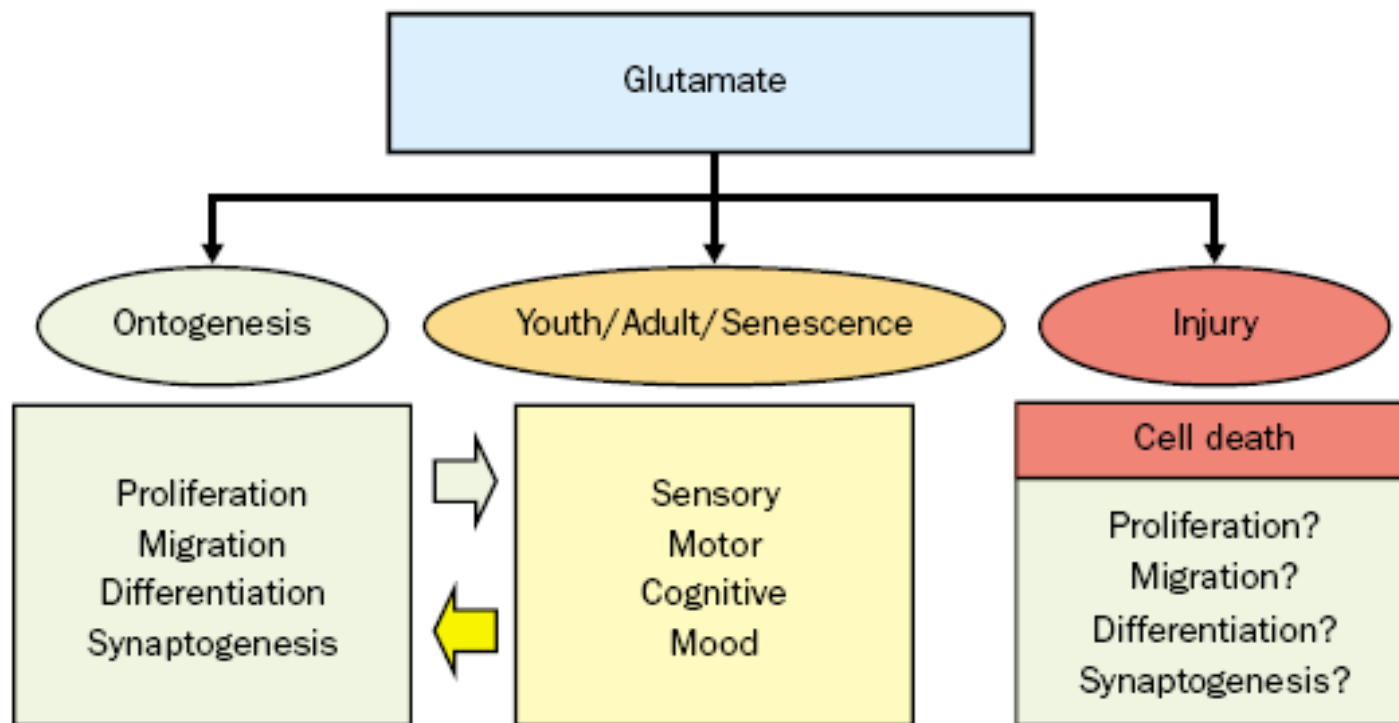 Glutamate
Ontogenesis
Youth/Adult/Senescence
Injury
Proliferation
Migration
Differentiation
Synaptogenesis
Sensory
Motor
Cognitive
Mood
Cell death
Proliferation?
Migration?
Differentiation?
Synaptogenesis?